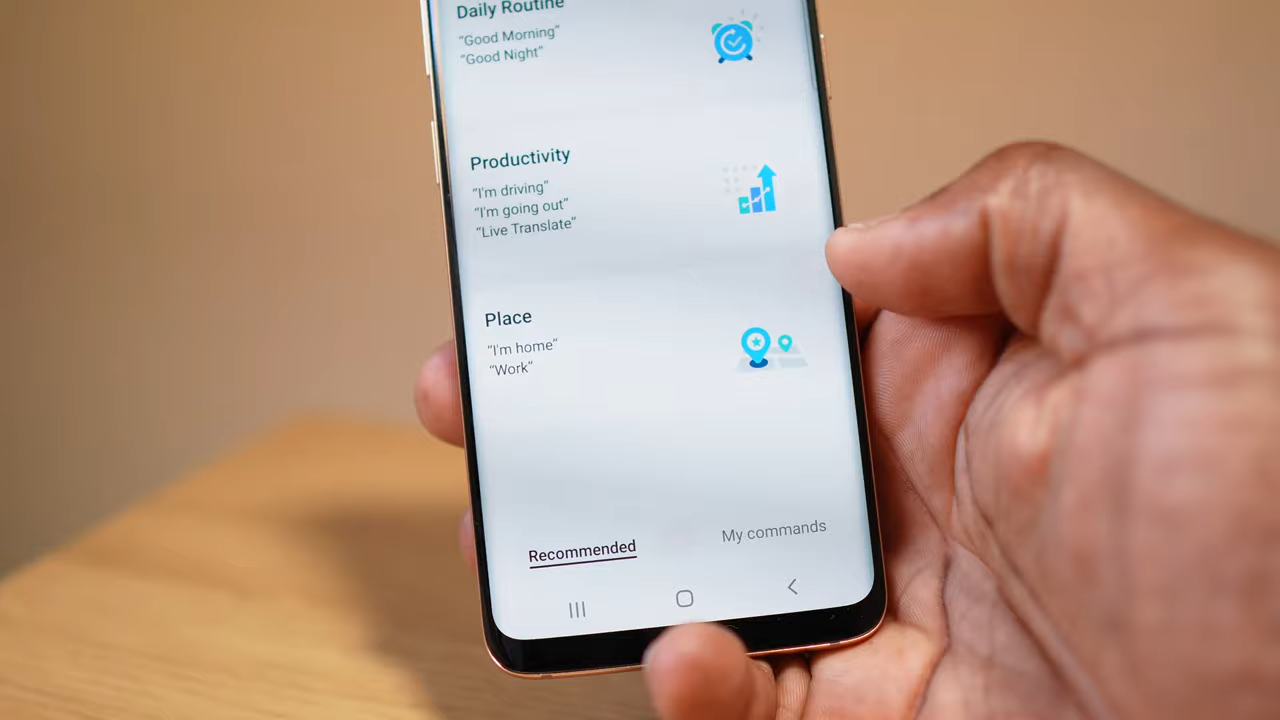 Daily Routine
“Good Morning”
“Good Night”
Productivity
“I'm driving”
“I'm going out”
“Live Translate”
Place
“I'm home”
“Work”
Recommended
My commands